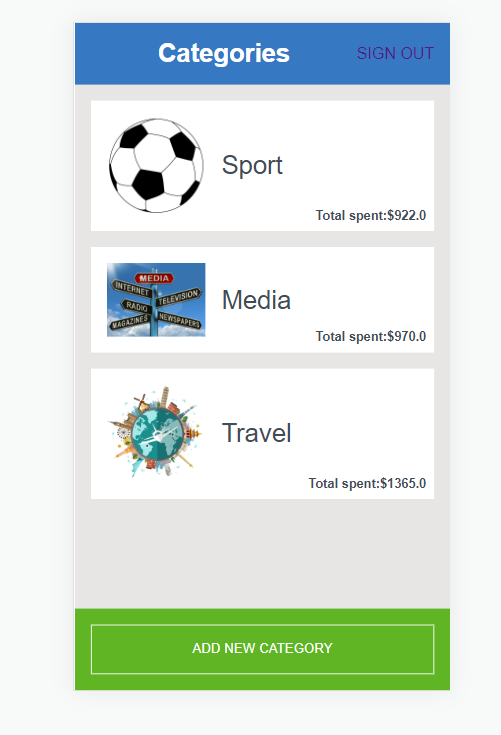 Categories
SIGN OUT
Sport
Total spent:$922.0
MEDIA
INTERNET
TELEVISION
RADIO
MAGAZINES
NEWSPAPERS
Media
Total spent:$970.0
Travel
Total spent:$1365.0
ADD NEW CATEGORY